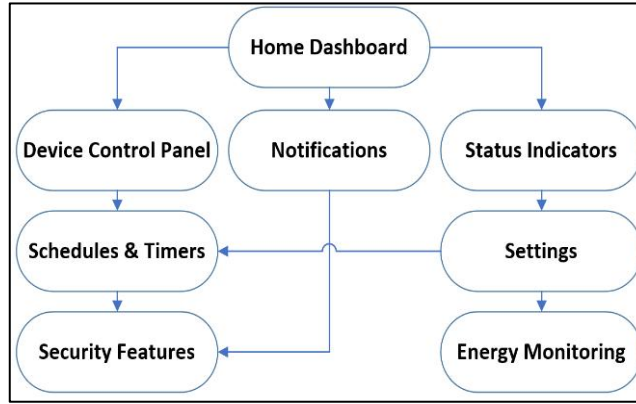 Home Dashboard
Device Control Panel
Notifications
Status Indicators
Schedules & Timers
Settings
Security Features
Energy Monitoring